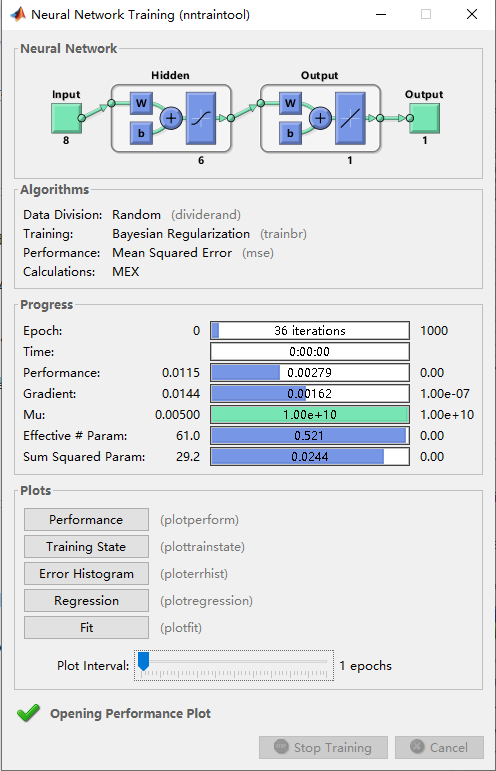 Neural Network Training (nntraintool)
Neural Network
Hidden Output
Input Output
W W
b b
+ +
8 6 1 1
Algorithms
Data Division: Random (dividerand)
Training: Bayesian Regularization (trainbr)
Performance: Mean Squared Error (mse)
Calculations: MEX
Progress
Epoch: 0 36 iterations 1000
Time: 0:00:00
Performance: 0.0115 0.00279 0.00
Gradient: 0.0144 0.00162 1.00e-07
Mu: 0.00500 1.00e+10 1.00e+10
Effective # Param: 61.0 0.521 0.00
Sum Squared Param: 29.2 0.0244 0.00
Plots
Performance (plotperform)
Training State (plottrainstate)
Error Histogram (ploterrhist)
Regression (plotregression)
Fit (plotfit)
Plot Interval: 1 epochs
Opening Performance Plot
Stop Training Cancel